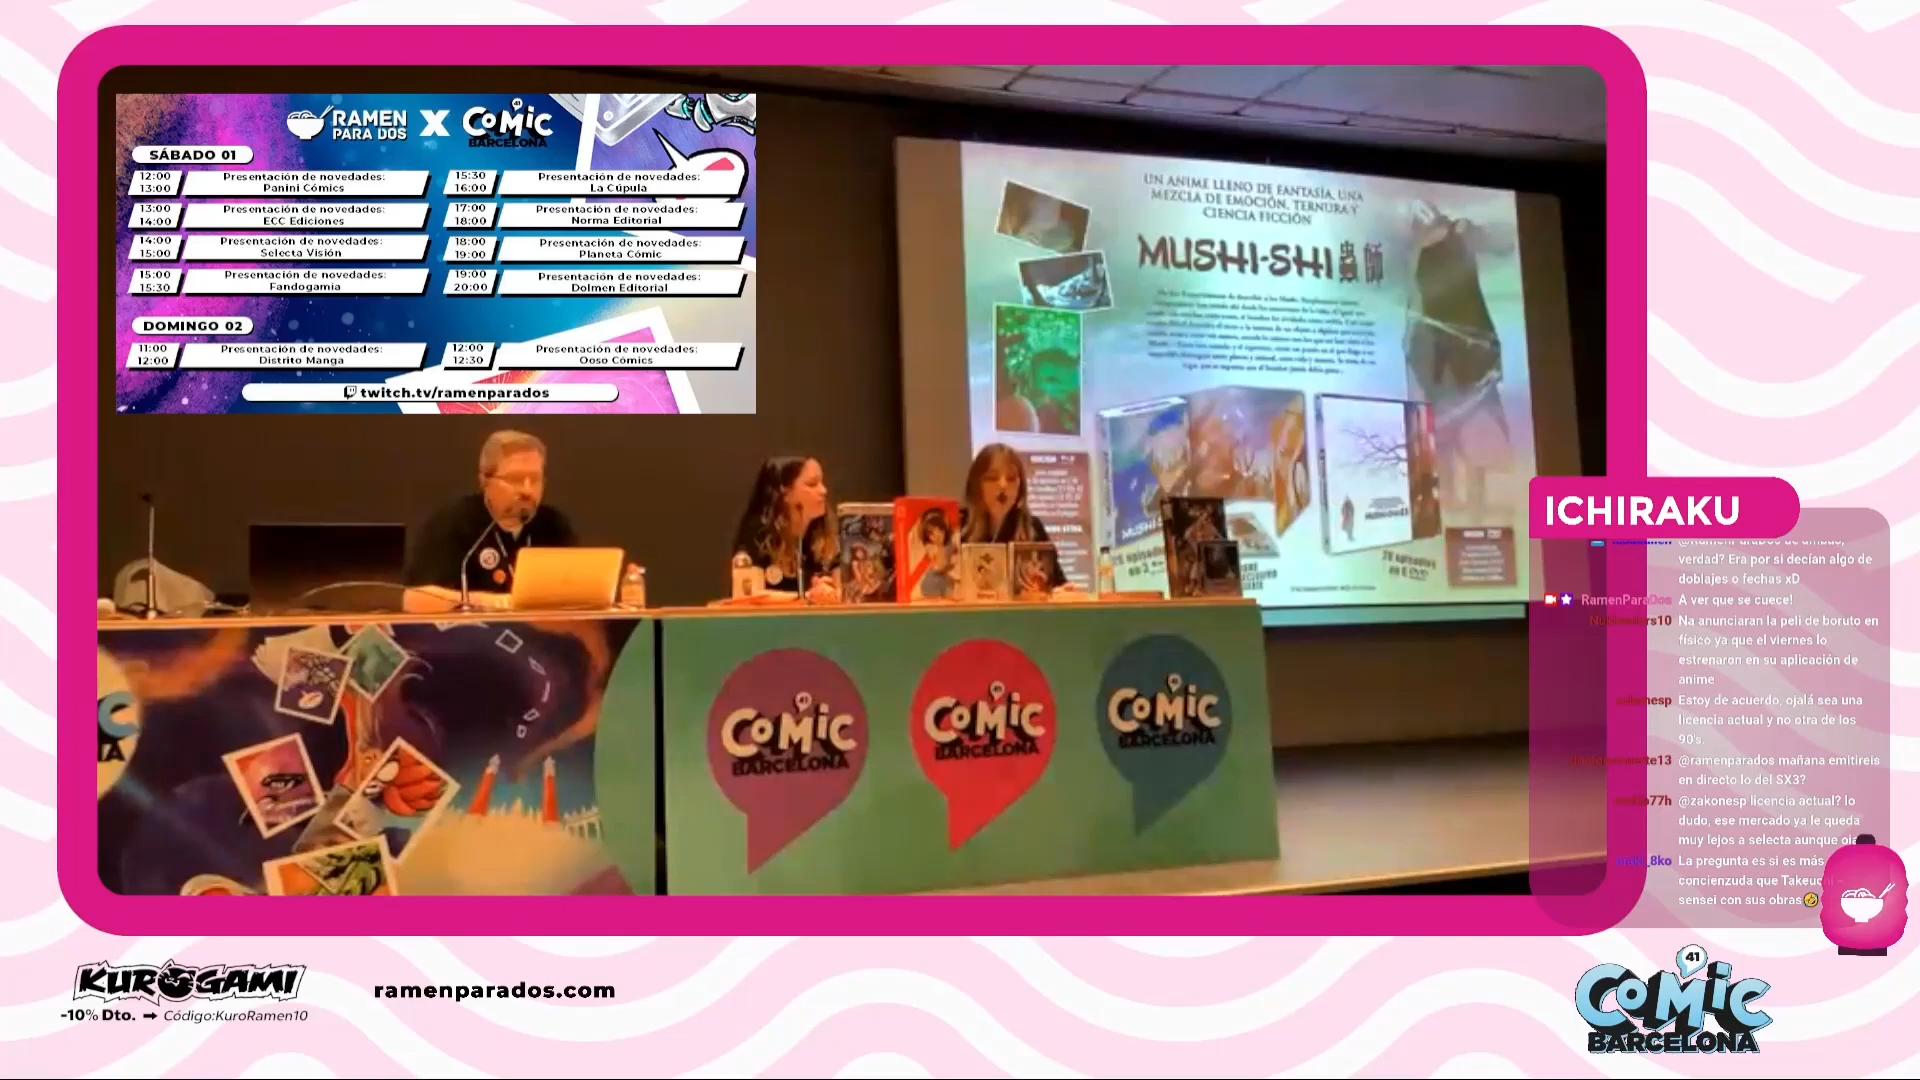 RAMEN
PARA DOS
X
41
COMIC
BARCELONA
SÁBADO 01
12:00
13:00
Presentación de novedades:
Panini Cómics
13:00
14:00
Presentación de novedades:
ECC Ediciones
14:00
15:00
Presentación de novedades:
Selecta Visión
15:00
15:30
Presentación de novedades:
Fandogamia
15:30
16:00
Presentación de novedades:
La Cúpula
17:00
18:00
Presentación de novedades:
Norma Editorial
18:00
19:00
Presentación de novedades:
Planeta Cómic
19:00
20:00
Presentación de novedades:
Dolmen Editorial
DOMINGO 02
11:00
12:00
Presentación de novedades:
Distrito Manga
12:00
12:30
Presentación de novedades:
Ooso Cómics
twitch.tv/ramenparados
UN ANIME LLENO DE FANTASÍA, UNA
MEZCLA DE EMOCIÓN, TERNURA Y
CIENCIA FICCIÓN
MUSHI-SHI 蟲師
COMIC
BARCELONA
COMIC
BARCELONA
COMIC
BARCELONA
ICHIRAKU
verdad? Era por si decían algo de
doblajes o fechas xD
RamenParaDos A ver que se cuece!
Na anunciaran la peli de boruto en
físico ya que el viernes lo
estrenaron en su aplicación de
anime
Estoy de acuerdo, ojalá sea una
licencia actual y no otra de los
90's.
@ramenparados mañana emitireis
en directo lo del SX3?
@zakonesp licencia actual? lo
dudo, ese mercado ya le queda
muy lejos a selecta aunque
La pregunta es si es más
concienzuda que
sensei con sus obras
KUROGAMI
-10% Dto. → Código:KuroRamen10
ramenparados.com
41
COMIC
BARCELONA